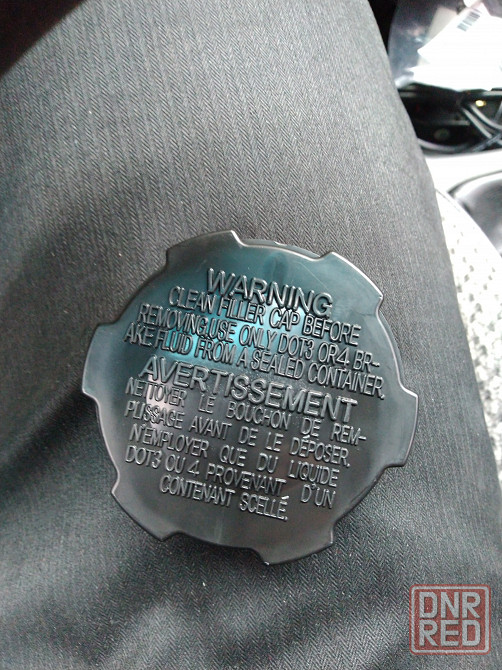 WARNING
CLEAN FILLER CAP BEFORE
REMOVING.USE ONLY DOT3 OR4 BR-
AKE FLUID FROM A SEALED CONTAINER.
AVERTISSEMENT
NETTOYER LE BOUCHON DE REM-
PLISSAGE AVANT DE LE DÉPOSER.
N'EMPLOYER QUE DU LIQUIDE
DOT3 OU 4 PROVENANT D'UN
CONTENANT SCELLÉ.
DNR
RED